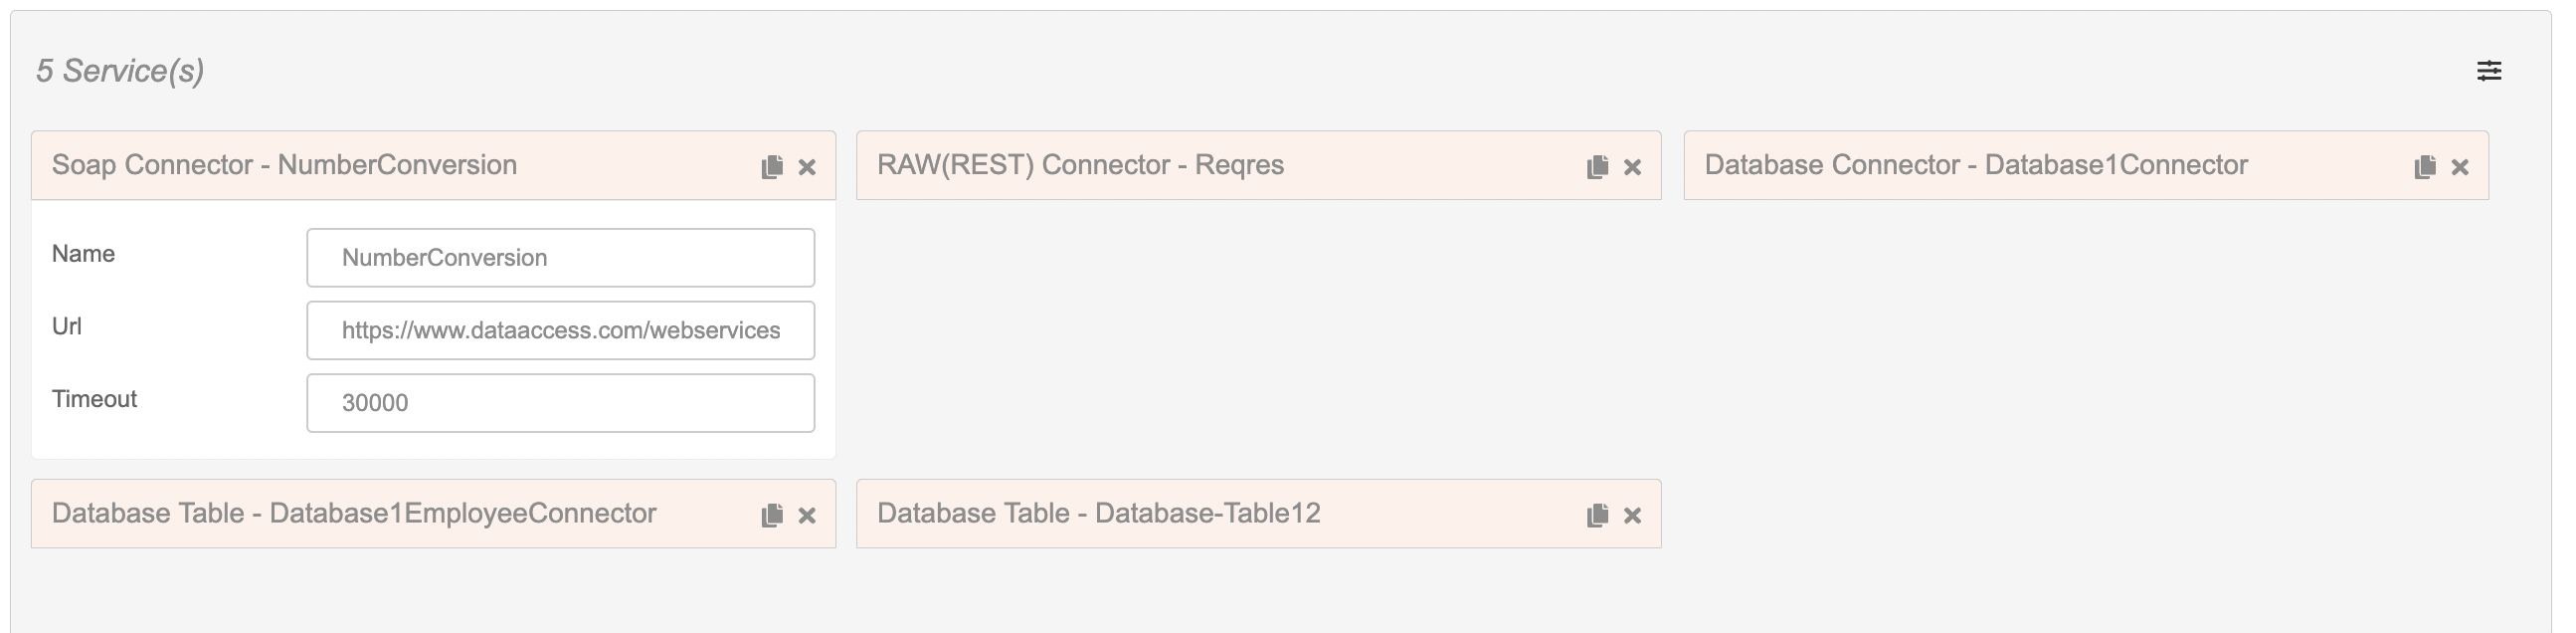 5 Service(s)
Soap Connector - NumberConversion
RAW(REST) Connector - Reqres
Database Connector - Database1Connector
Name
NumberConversion
Url
https://www.dataaccess.com/webservices
Timeout
30000
Database Table - Database1EmployeeConnector
Database Table - Database-Table12